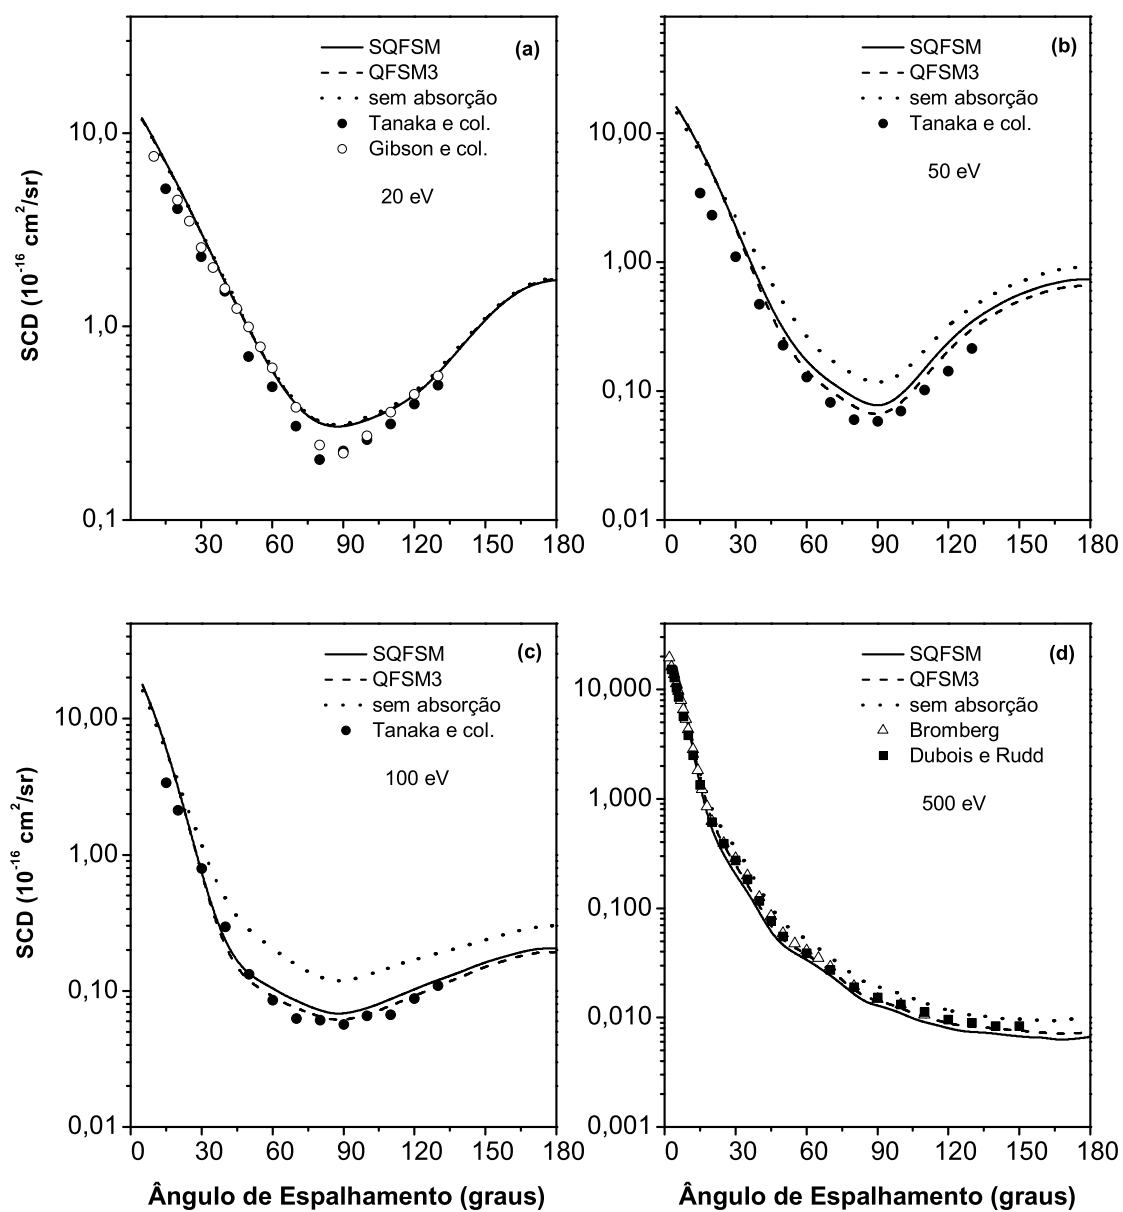 (a)
SQFSM
QFSM3
sem absorção
Tanaka e col.
Gibson e col.
20 eV
SCD (10⁻¹⁶ cm²/sr)
10,0
1,0
0,1
30 60 90 120 150 180
(b)
SQFSM
QFSM3
sem absorção
Tanaka e col.
50 eV
10,00
1,00
0,10
0,01
0 30 60 90 120 150 180
(c)
SQFSM
QFSM3
sem absorção
Tanaka e col.
100 eV
SCD (10⁻¹⁶ cm²/sr)
10,00
1,00
0,10
0,01
0 30 60 90 120 150 180
Ângulo de Espalhamento (graus)
(d)
SQFSM
QFSM3
sem absorção
Bromberg
Dubois e Rudd
500 eV
10,000
1,000
0,100
0,010
0,001
0 30 60 90 120 150 180
Ângulo de Espalhamento (graus)